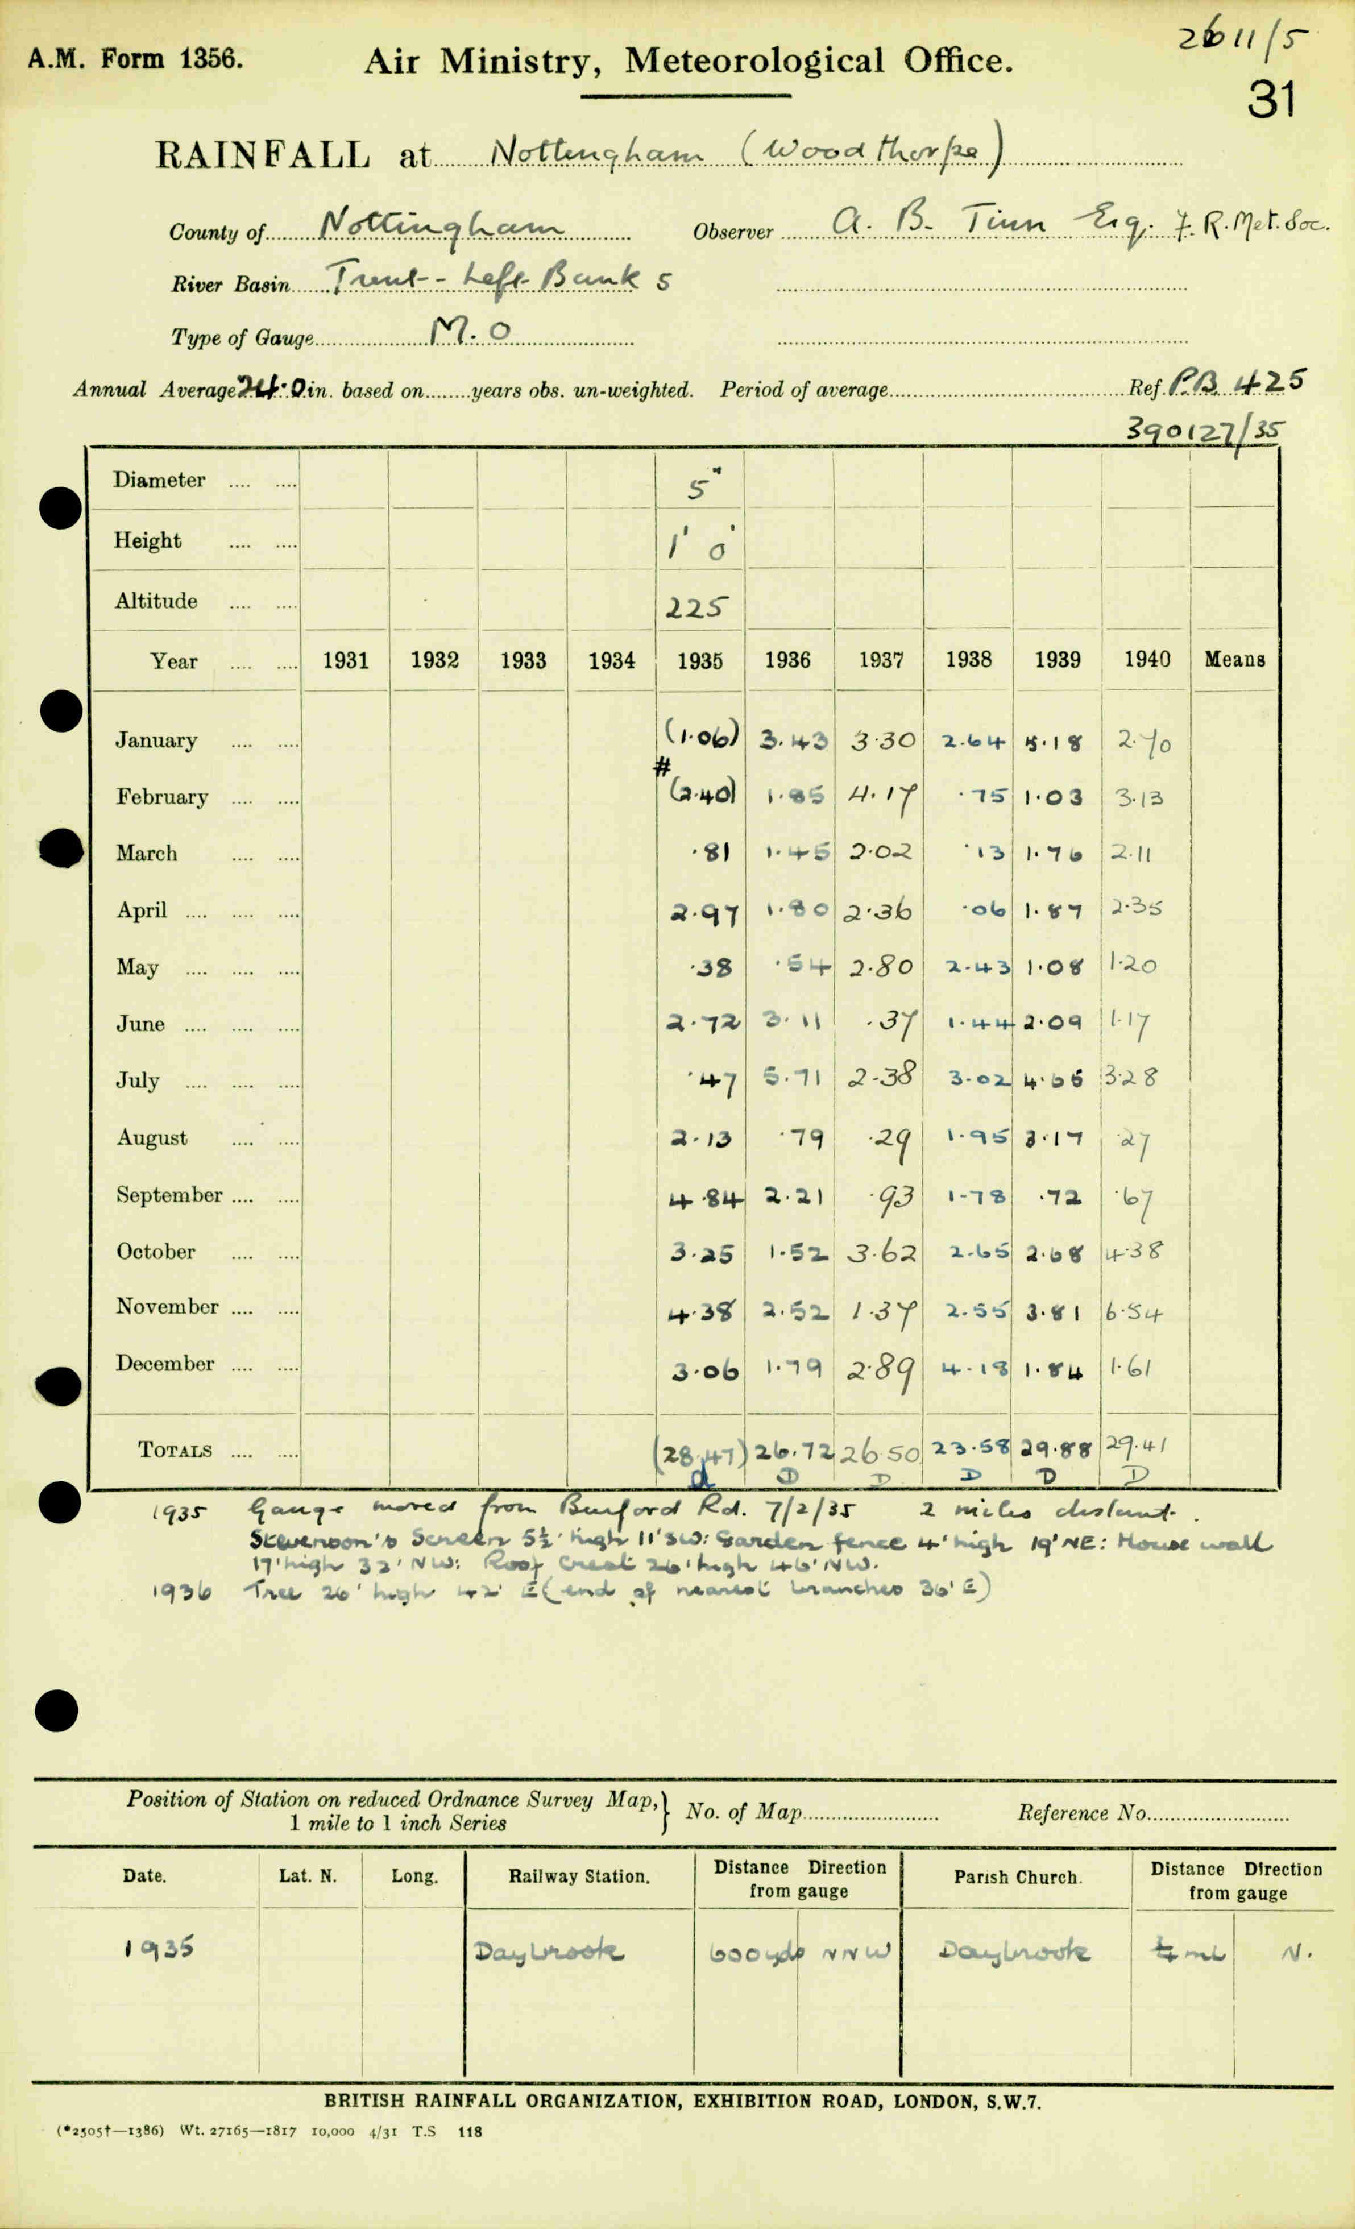 2611/5
A.M. Form 1356. Air Ministry, Meteorological Office.
31
RAINFALL at Nottingham (Woodthorpe)
County of Nottingham Observer A. B. Tinn Esq. F. R. Met. Soc.
River Basin Trent - Left Bank 5
Type of Gauge M. O
Annual Average 24.0 in. based on years obs. un-weighted. Period of average Ref. P.B. 425
390127/35
Diameter 5"
Height 1' 0"
Altitude 225
Year 1931 1932 1933 1934 1935 1936 1937 1938 1939 1940 Means
January (1.06) 3.43 3.30 2.64 5.18 2.70
#
February (2.40) 1.85 4.17 .75 1.03 3.13
March .81 1.45 2.02 .13 1.76 2.11
April 2.97 1.80 2.36 .06 1.87 2.35
May .38 .54 2.80 2.43 1.08 1.20
June 2.72 3.11 .37 1.44 2.09 1.17
July .47 5.71 2.38 3.02 4.65 3.28
August 2.13 .79 .29 1.95 3.17 .27
September 4.84 2.21 .93 1.78 .72 .67
October 3.25 1.52 3.62 2.65 2.68 4.38
November 4.38 2.52 1.37 2.55 3.81 6.54
December 3.06 1.79 2.89 4.18 1.84 1.61
TOTALS (28.47) 26.72 26.50 23.58 29.88 29.41
d D D D D D
1935 Gauge moved from Burford Rd. 7/2/35 2 miles distant.
Stevenson's Screen 5½' high 11' SW: Garden fence 4' high 19' NE: House wall
17' high 32' NW: Roof Crest 26' high 46' NW.
1936 Tree 26' high 42' E (end of nearest branches 36' E)
Position of Station on reduced Ordnance Survey Map, } No. of Map Reference No.
1 mile to 1 inch Series
Date. Lat. N. Long. Railway Station. Distance Direction from gauge Parish Church. Distance Direction from gauge
1935 Daybrook 600 yds NNW Daybrook ¾ ml N.
BRITISH RAINFALL ORGANIZATION, EXHIBITION ROAD, LONDON, S.W.7.
(*2505†—1386) Wt. 27165—1817 10,000 4/31 T.S 118